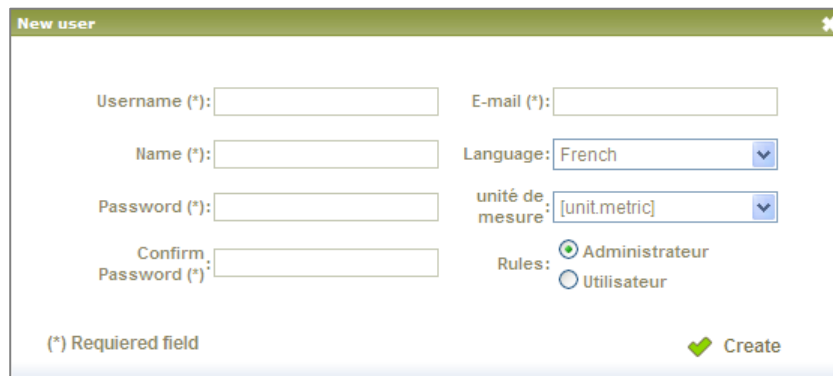 New user
Username (*):
E-mail (*):
Name (*):
Language: French
Password (*):
unité de
mesure : [unit.metric]
Confirm
Password (*) :
Rules: Administrateur
Utilisateur
(*) Requiered field
Create